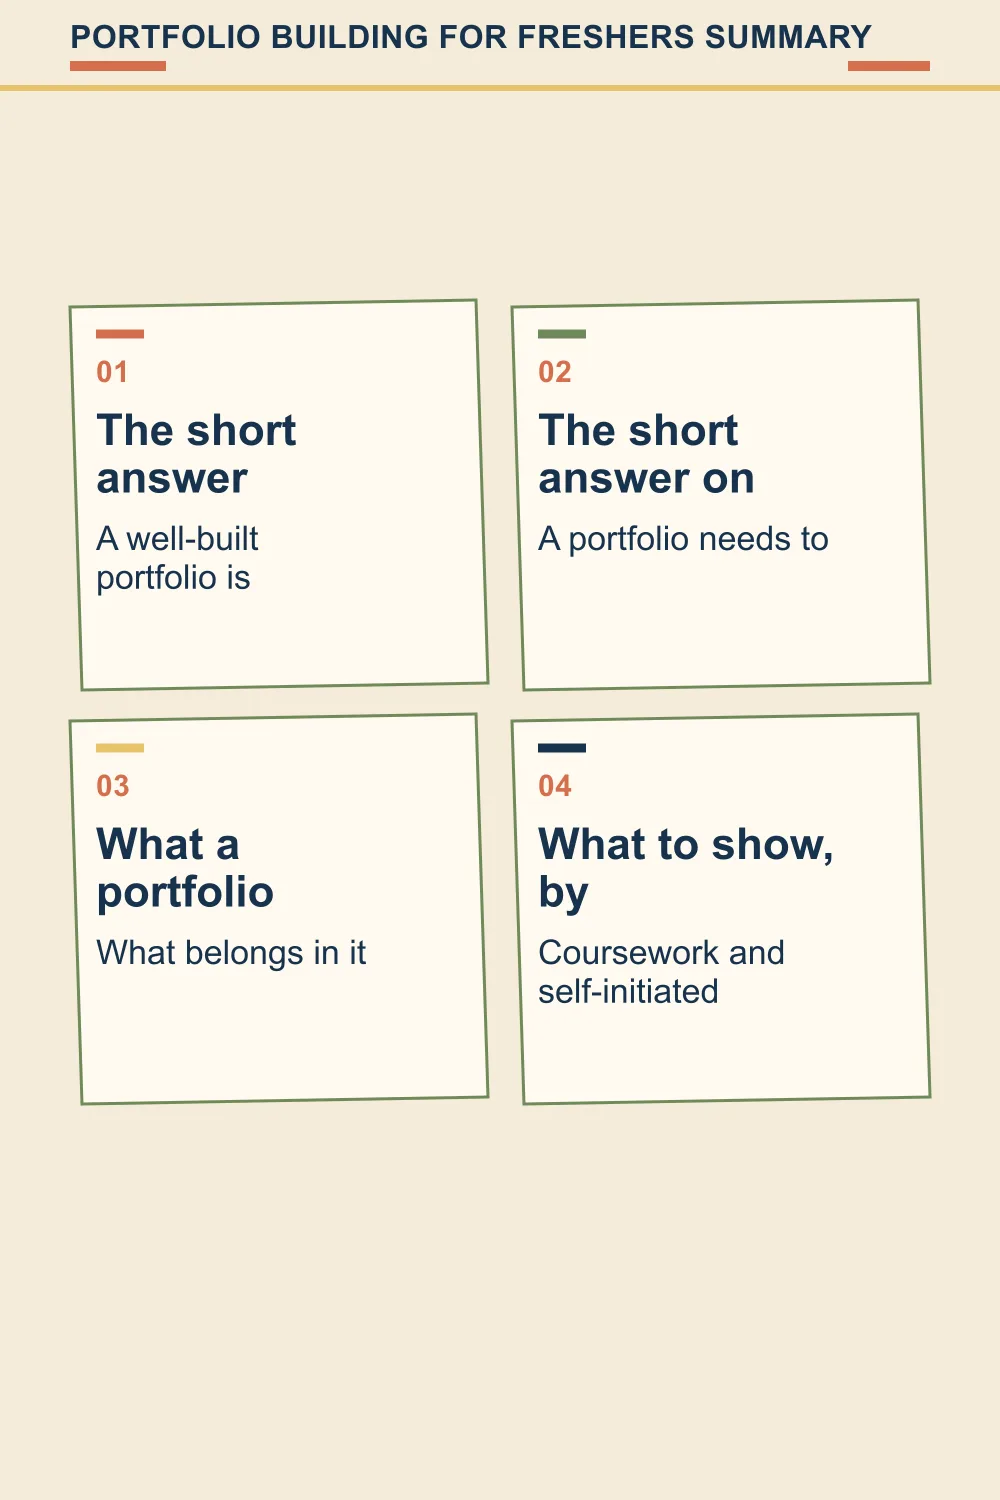 PORTFOLIO BUILDING FOR FRESHERS SUMMARY
01
The short
answer
A well-built
portfolio is
02
The short
answer on
A portfolio needs to
03
What a
portfolio
What belongs in it
04
What to show,
by
Coursework and
self-initiated